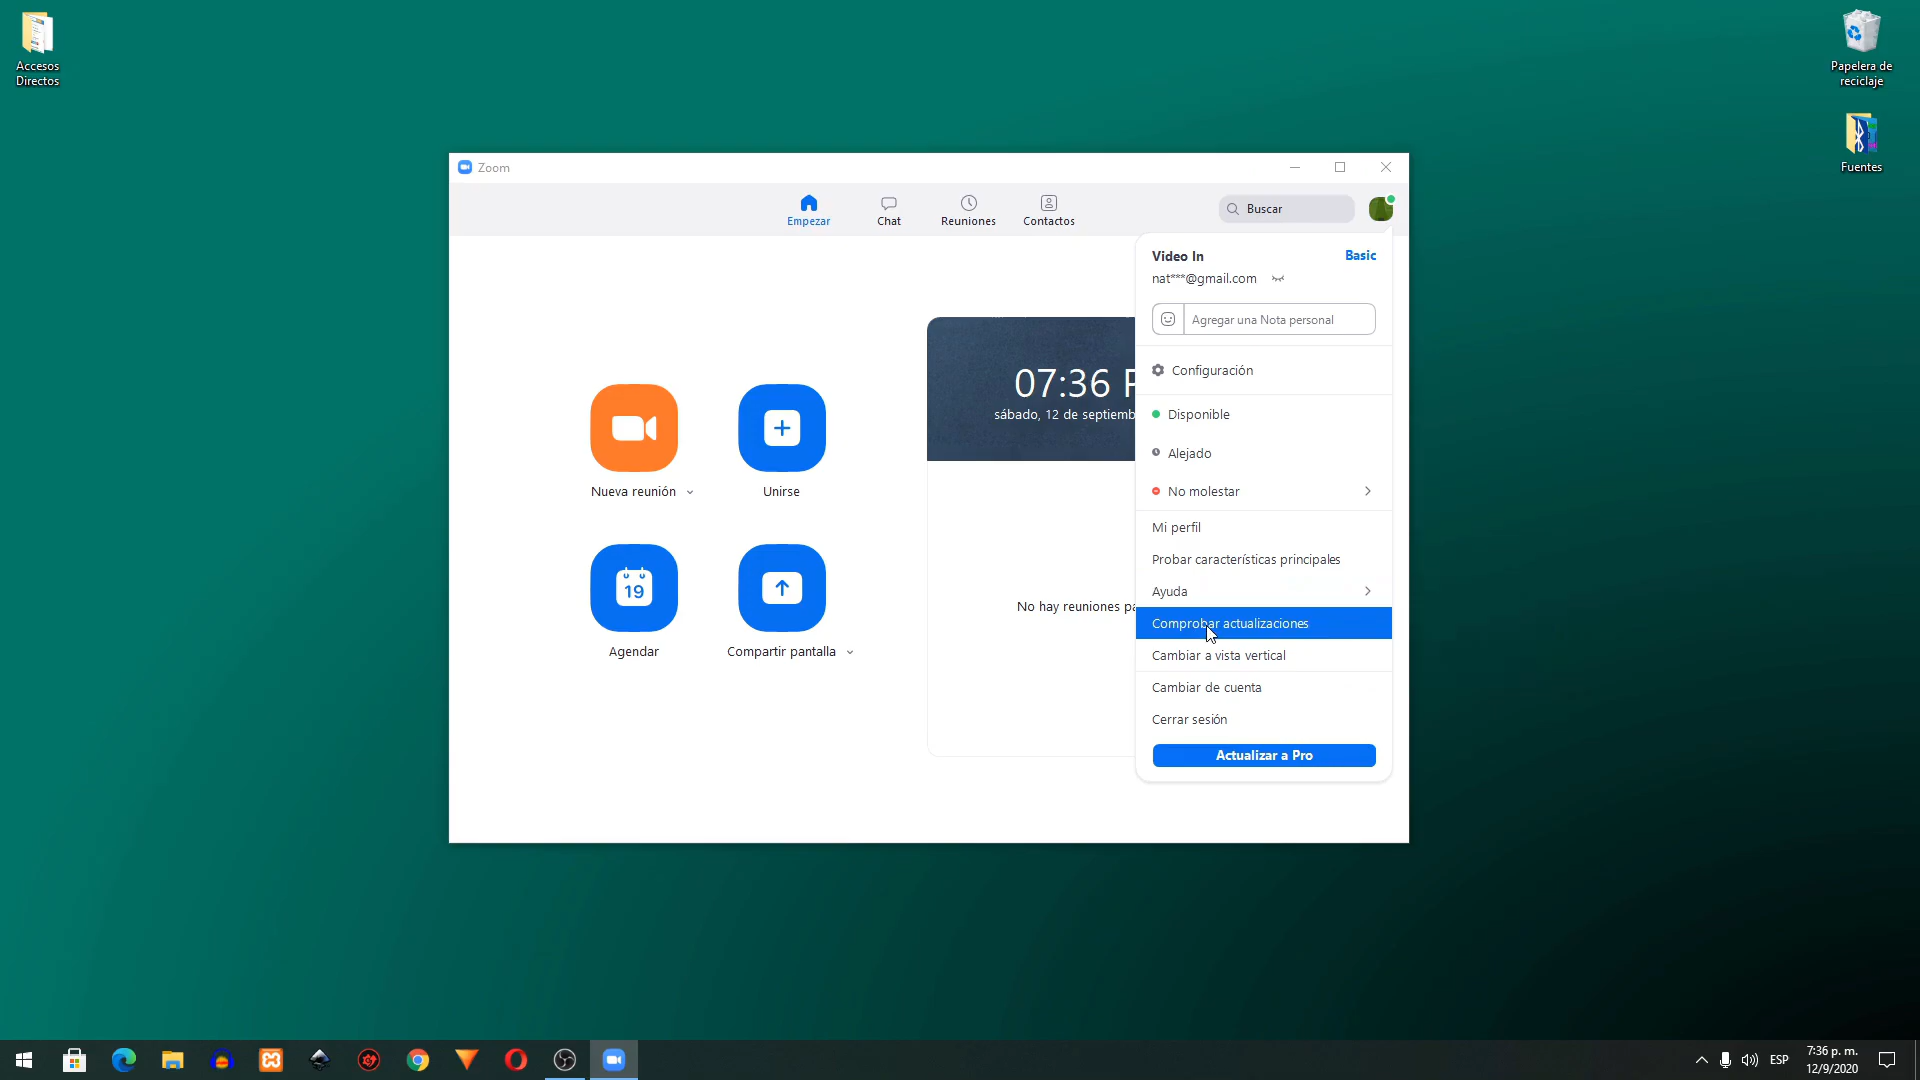 Accesos
Directos
Papelera de
reciclaje
Fuentes
Zoom
Empezar
Chat
Reuniones
Contactos
Buscar
Video In
Basic
nat***@gmail.com
Agregar una Nota personal
Configuración
Disponible
Alejado
No molestar
Mi perfil
Probar características principales
Ayuda
Comprobar actualizaciones
Cambiar a vista vertical
Cambiar de cuenta
Cerrar sesión
Actualizar a Pro
07:36
sábado, 12 de
No hay reuniones
Nueva reunión
Unirse
19
Agendar
Compartir pantalla
ESP
7:36 p. m.
12/9/2020